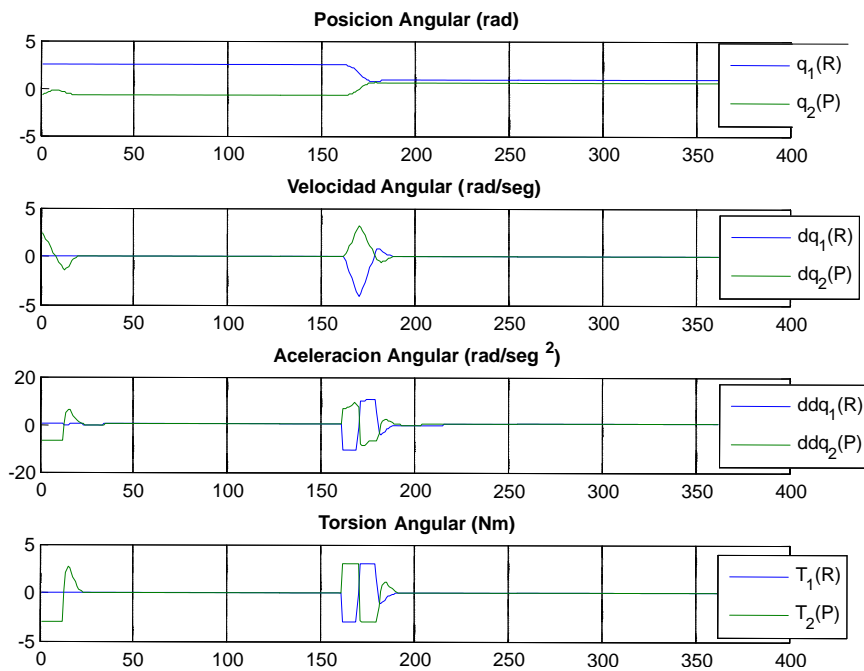 Posicion Angular (rad)
5
0
-5
0 50 100 150 200 250 300 350 400
q1(R)
q2(P)
Velocidad Angular (rad/seg)
5
0
-5
0 50 100 150 200 250 300 350 400
dq1(R)
dq2(P)
Aceleracion Angular (rad/seg 2)
20
0
-20
0 50 100 150 200 250 300 350 400
ddq1(R)
ddq2(P)
Torsion Angular (Nm)
5
0
-5
0 50 100 150 200 250 300 350 400
T1(R)
T2(P)